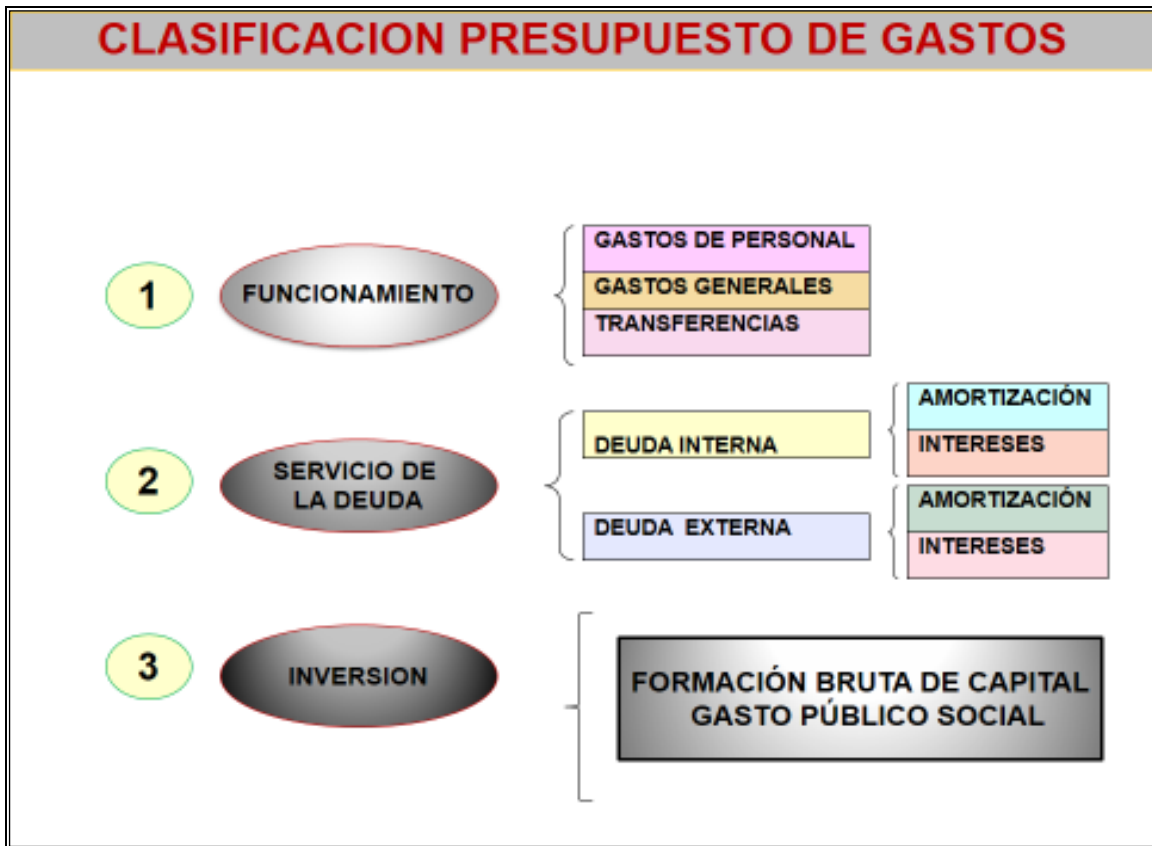 CLASIFICACION PRESUPUESTO DE GASTOS
1
FUNCIONAMIENTO
GASTOS DE PERSONAL
GASTOS GENERALES
TRANSFERENCIAS
2
SERVICIO DE
LA DEUDA
DEUDA INTERNA
AMORTIZACIÓN
INTERESES
DEUDA EXTERNA
AMORTIZACIÓN
INTERESES
3
INVERSION
FORMACIÓN BRUTA DE CAPITAL
GASTO PÚBLICO SOCIAL